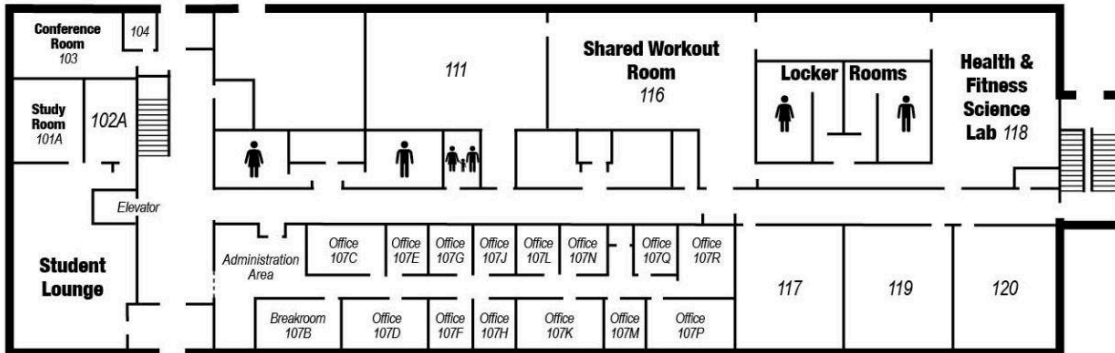 Conference
Room
103
104
Study
Room
101A
102A
Elevator
Student
Lounge
111
Shared Workout
Room
116
Locker Rooms
Health &
Fitness
Science
Lab 118
Administration
Area
Office
107C
Office
107E
Office
107G
Office
107J
Office
107L
Office
107N
Office
107Q
Office
107R
Breakroom
107B
Office
107D
Office
107F
Office
107H
Office
107K
Office
107M
Office
107P
117
119
120